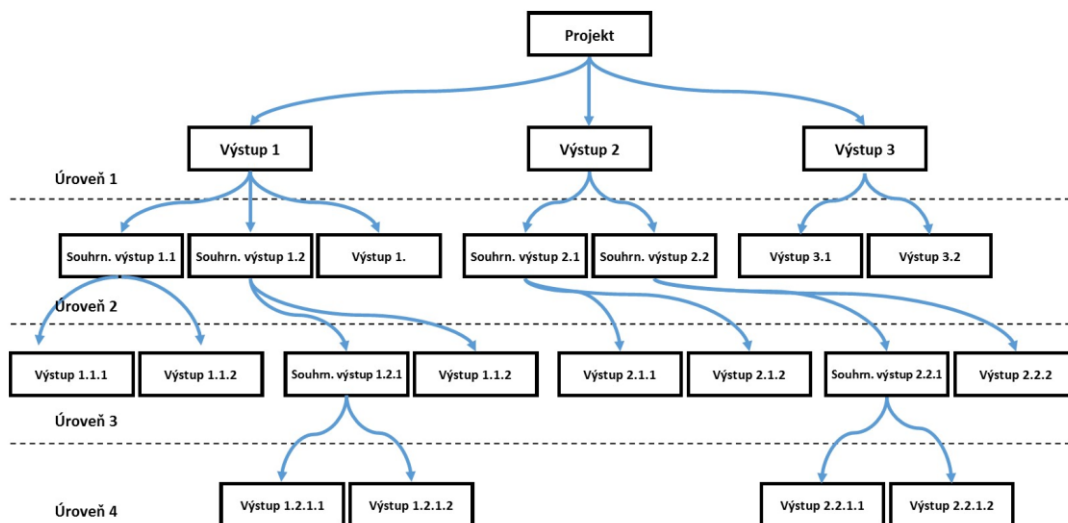 Projekt
Výstup 1
Výstup 2
Výstup 3
Úroveň 1
Souhrn. výstup 1.1
Souhrn. výstup 1.2
Výstup 1.
Souhrn. výstup 2.1
Souhrn. výstup 2.2
Výstup 3.1
Výstup 3.2
Úroveň 2
Výstup 1.1.1
Výstup 1.1.2
Souhrn. výstup 1.2.1
Výstup 1.1.2
Výstup 2.1.1
Výstup 2.1.2
Souhrn. výstup 2.2.1
Výstup 2.2.2
Úroveň 3
Výstup 1.2.1.1
Výstup 1.2.1.2
Výstup 2.2.1.1
Výstup 2.2.1.2
Úroveň 4